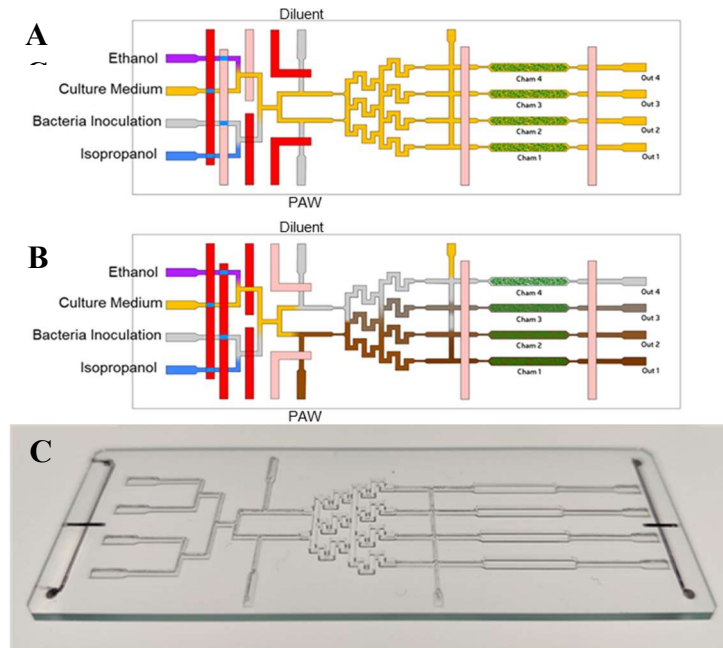 Diluent
A
Ethanol
Culture Medium
Bacteria Inoculation
Isopropanol
Cham 4
Cham 3
Cham 2
Cham 1
Out 4
Out 3
Out 2
Out 1
PAW
Diluent
B
Ethanol
Culture Medium
Bacteria Inoculation
Isopropanol
Cham 4
Cham 3
Cham 2
Cham 1
Out 4
Out 3
Out 2
Out 1
PAW
C